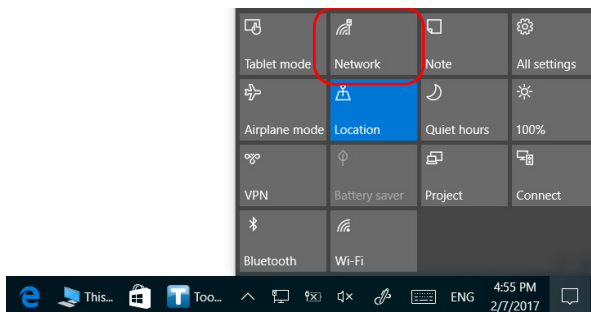 Tablet mode Network Note All settings
Airplane mode Location Quiet hours 100%
VPN Battery saver Project Connect
Bluetooth Wi-Fi
This... Too... ENG 4:55 PM
2/7/2017